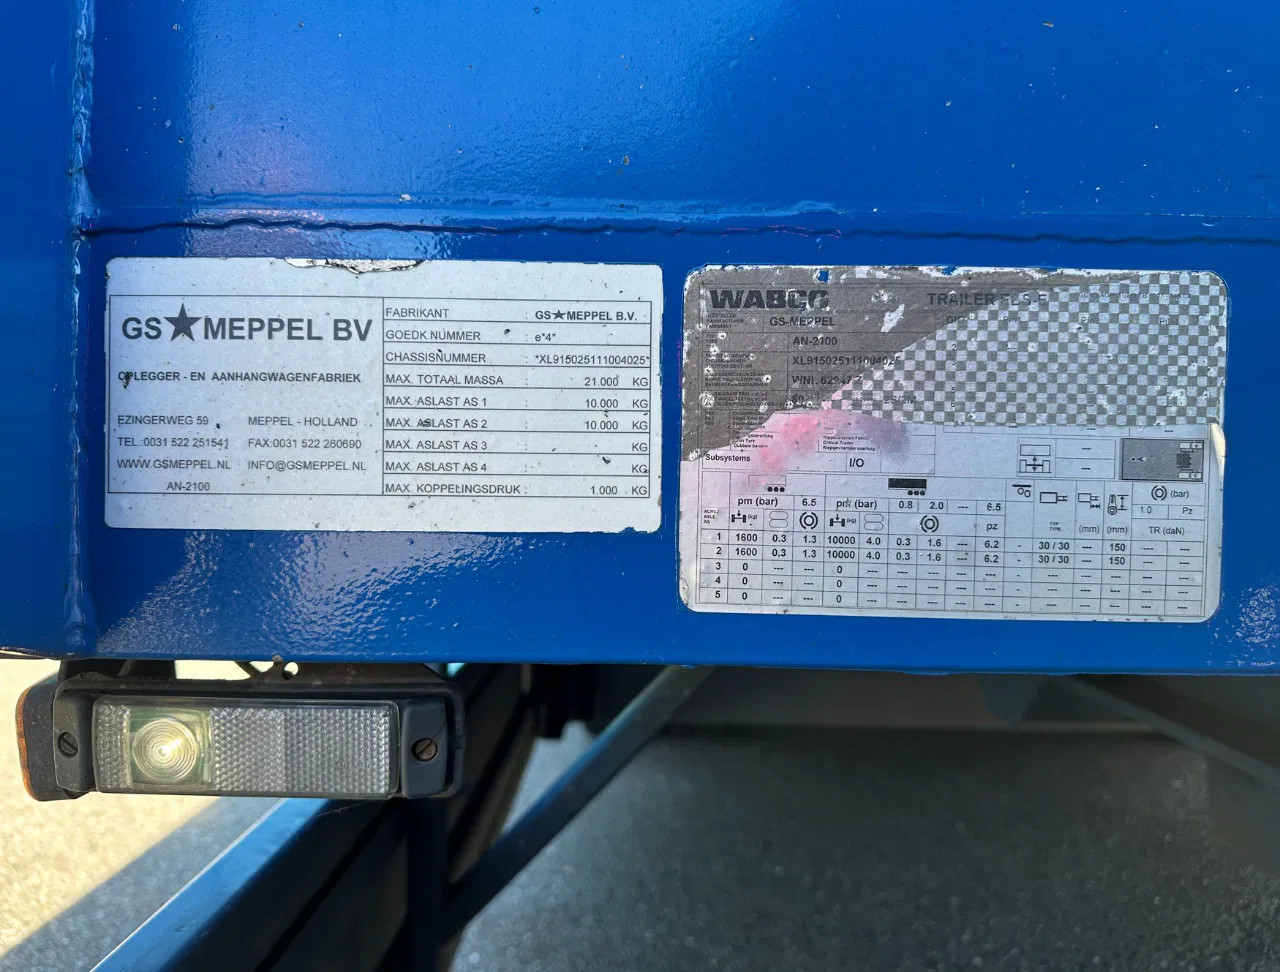 GS★MEPPEL BV
OPLEGGER - EN AANHANGWAGENFABRIEK
EZINGERWEG 59 MEPPEL - HOLLAND
TEL.:0031 522 251541 FAX:0031 522 260690
WWW.GSMEPPEL.NL INFO@GSMEPPEL.NL
AN-2100
FABRIKANT : GS★MEPPEL B.V.
GOEDK.NUMMER : e*4*
CHASSISNUMMER : *XL915025111004025*
MAX. TOTAAL MASSA : 21.000 KG
MAX. ASLAST AS 1 : 10.000 KG
MAX. ASLAST AS 2 : 10.000 KG
MAX. ASLAST AS 3 : KG
MAX. ASLAST AS 4 : KG
MAX. KOPPELINGSDRUK : 1.000 KG
WABCO TRAILER
GS-MEPPEL
AN-2100
XL915025111004025
Subsystems I/O
pm (bar) 6.5 pm (bar) 0.8 2.0 --- 6.5 (bar)
1.0 Pz
(kg) (kg) pz TYP TYPE (mm) (mm) TR (daN)
1 1600 0.3 1.3 10000 4.0 0.3 1.6 --- 6.2 - 30 / 30 --- 150 --- ---
2 1600 0.3 1.3 10000 4.0 0.3 1.6 --- 6.2 - 30 / 30 --- 150 --- ---
3 0 --- --- 0 --- --- --- --- --- - --- --- --- --- ---
4 0 --- --- 0 --- --- --- --- --- - --- --- --- --- ---
5 0 --- --- 0 --- --- --- --- --- - --- --- --- --- ---